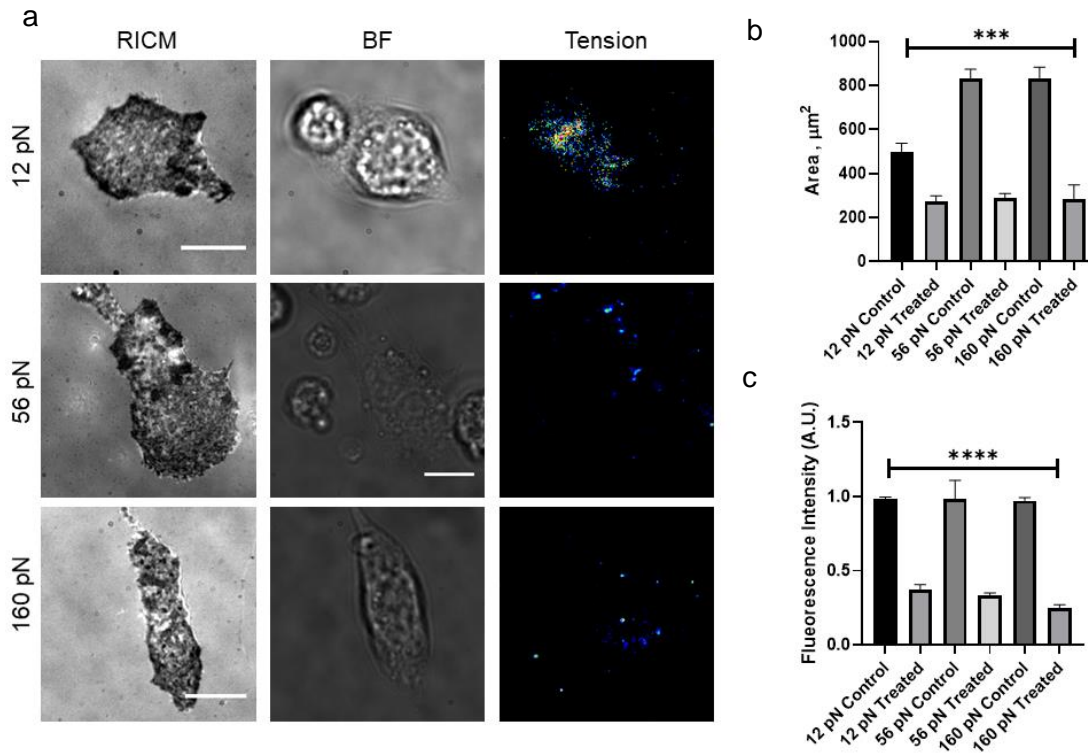 a
RICM BF Tension
12 pN
56 pN
160 pN
b
***
1000
800
600
400
200
0
Area , µm²
12 pN Control
12 pN Treated
56 pN Control
56 pN Treated
160 pN Control
160 pN Treated
c
****
1.5
1.0
0.5
0.0
Flueorescence Intensity (A.U.)
12 pN Control
12 pN Treated
56 pN Control
56 pN Treated
160 pN Control
160 pN Treated